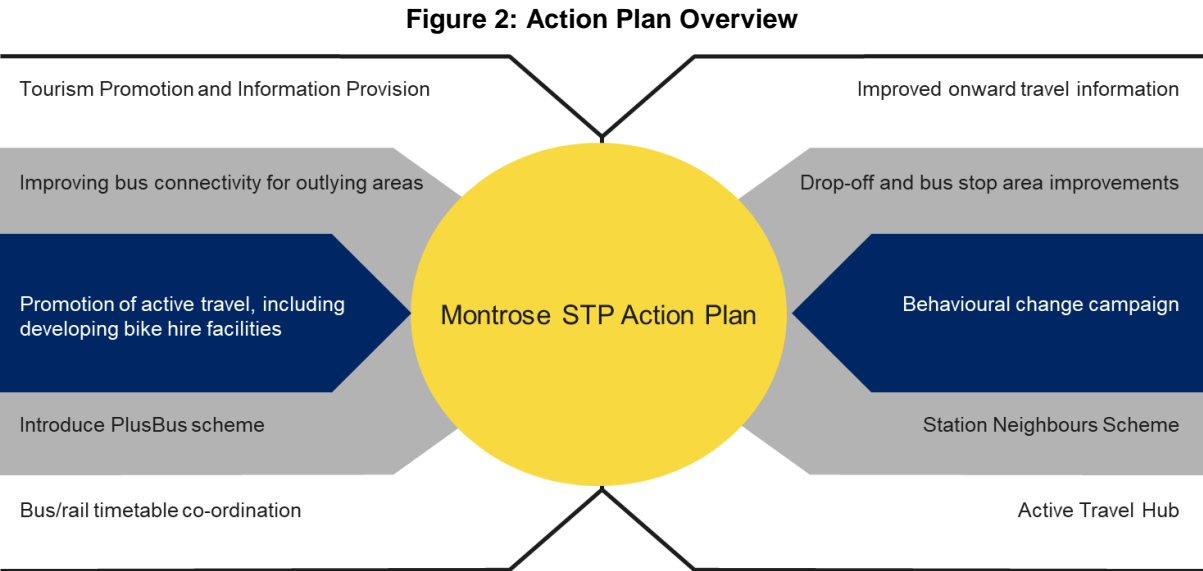 Figure 2: Action Plan Overview
Tourism Promotion and Information Provision
Improved onward travel information
Improving bus connectivity for outlying areas
Drop-off and bus stop area improvements
Promotion of active travel, including
developing bike hire facilities
Montrose STP Action Plan
Behavioural change campaign
Introduce PlusBus scheme
Station Neighbours Scheme
Bus/rail timetable co-ordination
Active Travel Hub